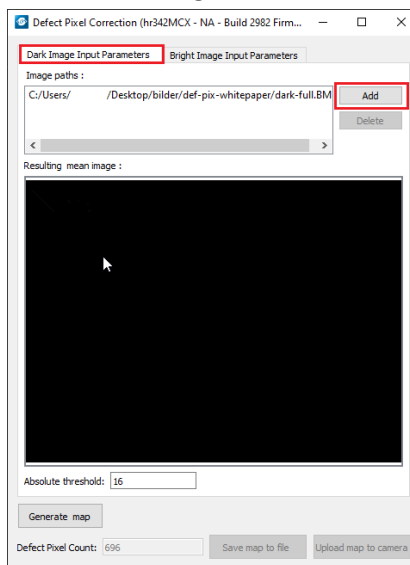 Defect Pixel Correction (hr342MCX - NA - Build 2982 Firm...
Dark Image Input Parameters Bright Image Input Parameters
Image paths :
C:/Users/ /Desktop/bilder/def-pix-whitepaper/dark-full.BM
Add
Delete
Resulting mean image :
Absolute threshold: 16
Generate map
Defect Pixel Count: 696 Save map to file Upload map to camera